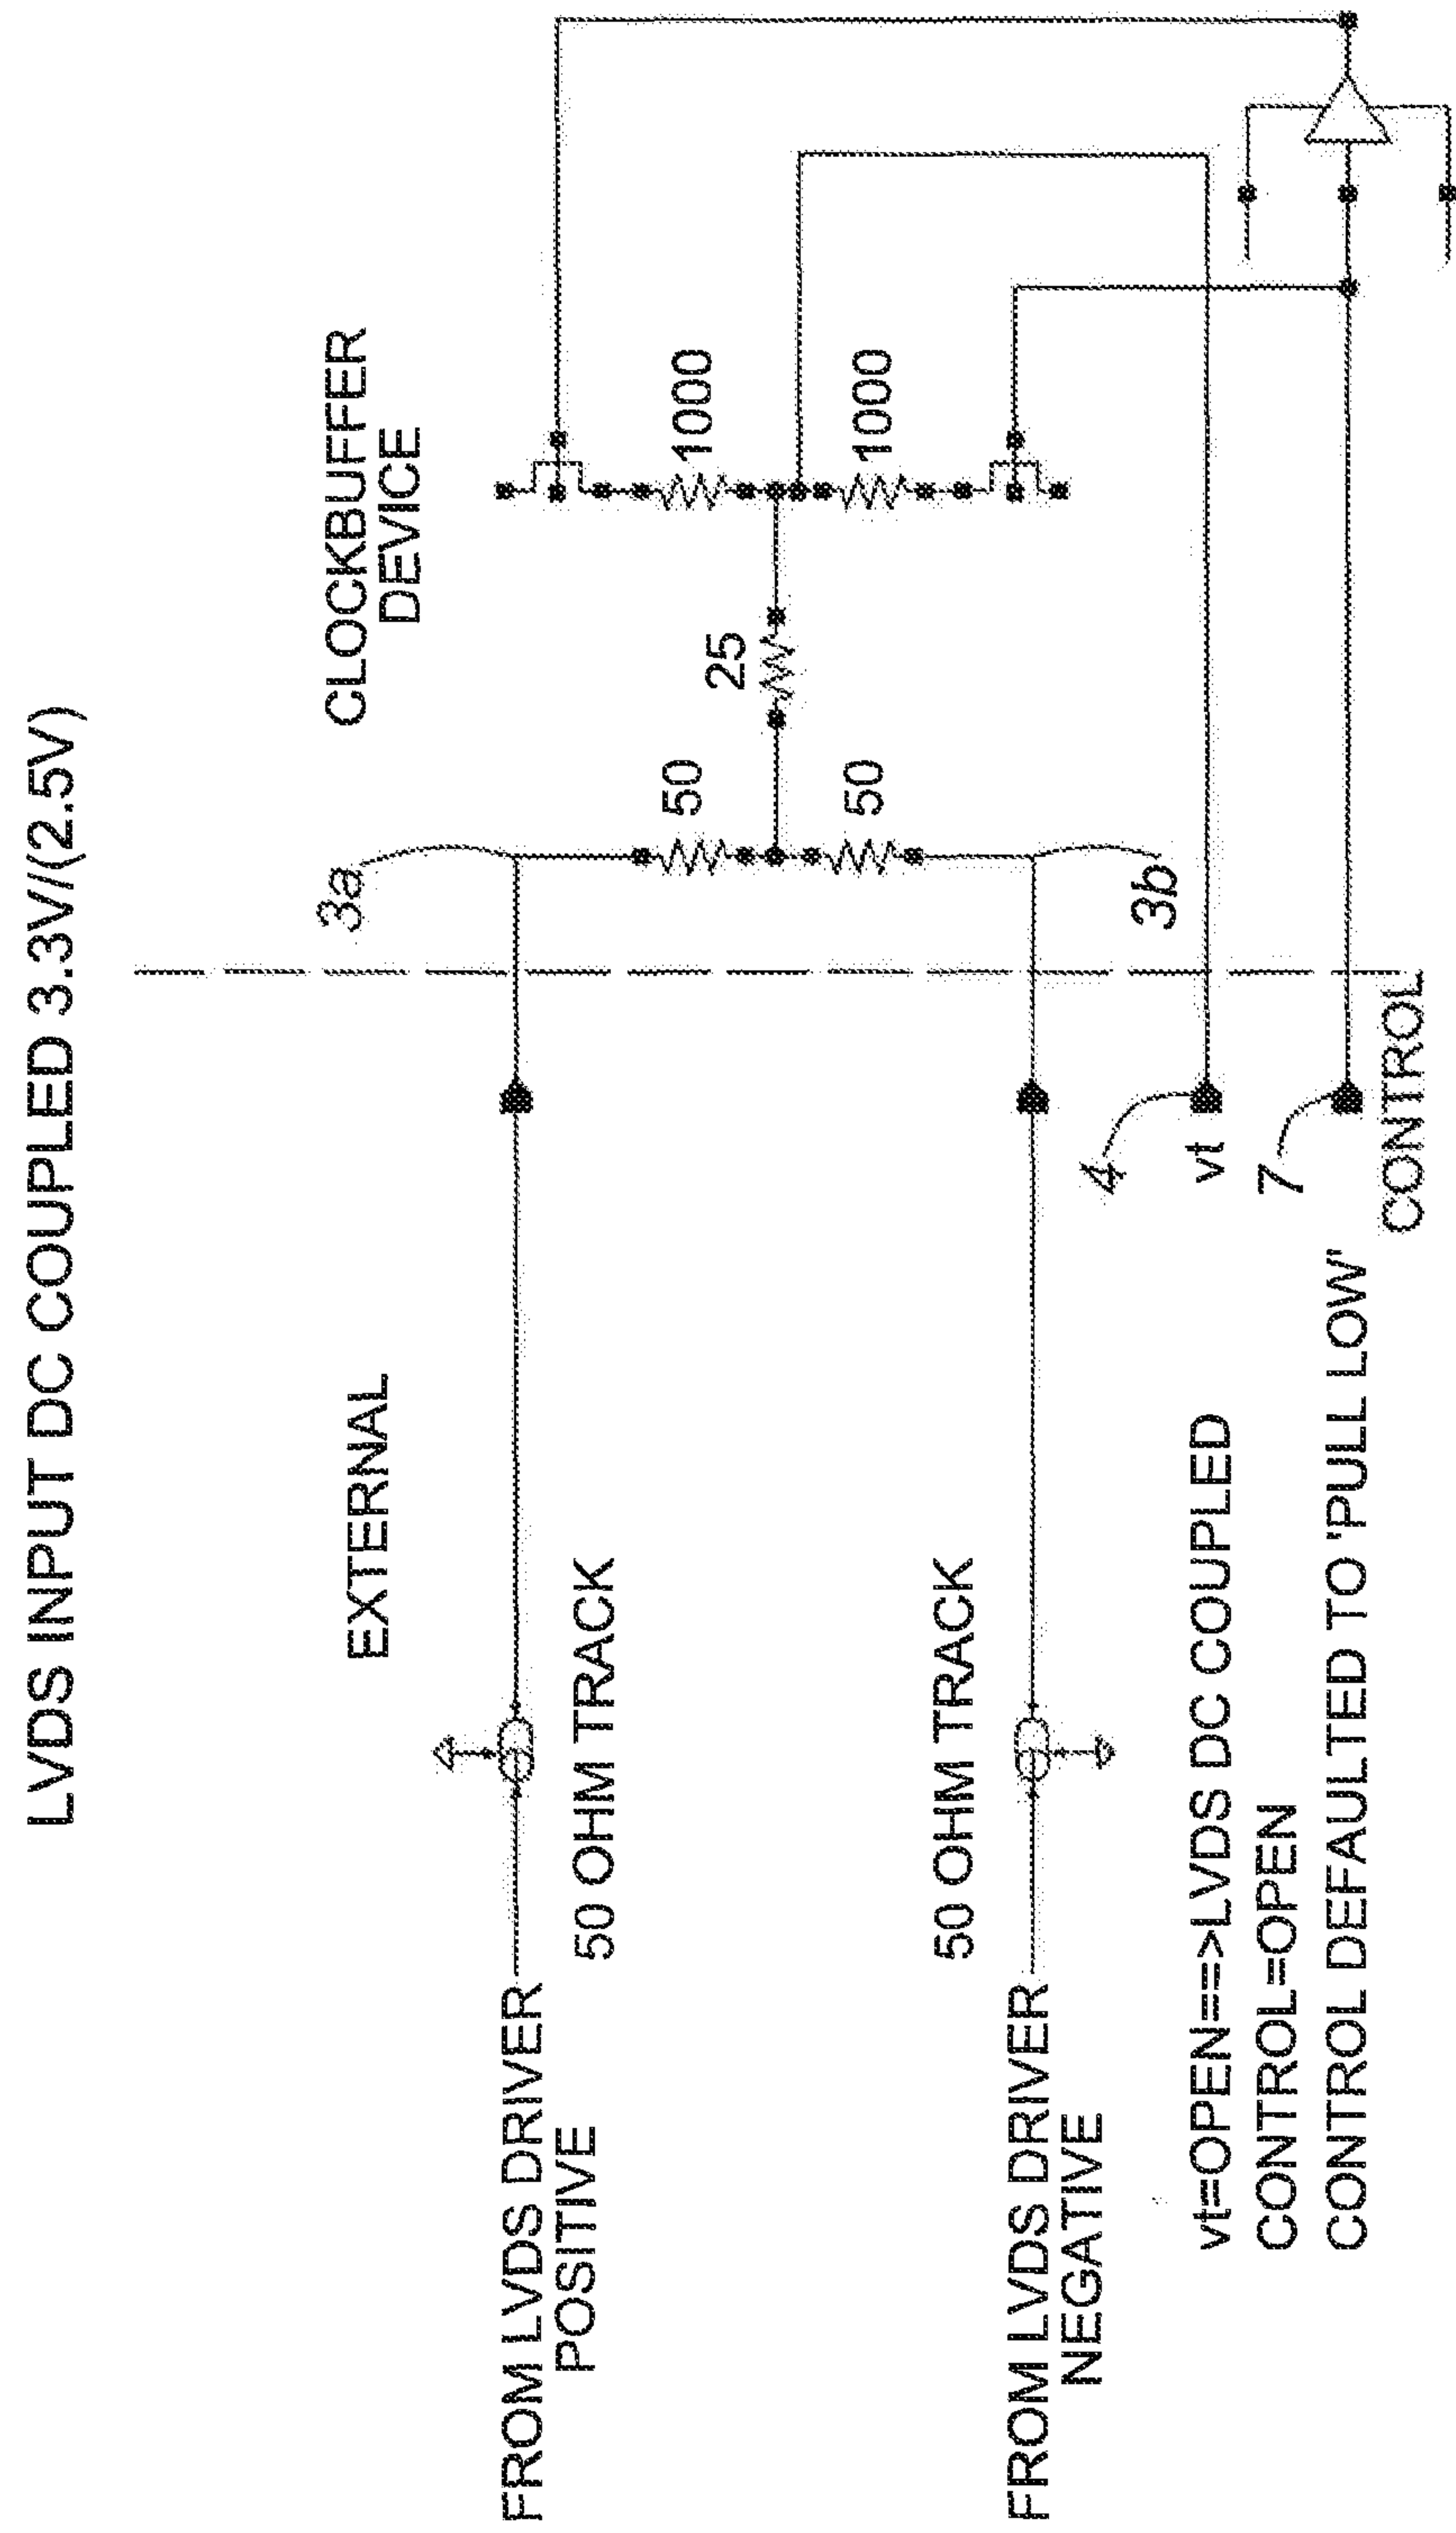 LVDS INPUT DC COUPLED 3.3V/(2.5V)
EXTERNAL
CLOCKBUFFER
DEVICE
3a
FROM LVDS DRIVER
POSITIVE
50 OHM TRACK
50
50
25
1000
1000
50 OHM TRACK
FROM LVDS DRIVER
NEGATIVE
3b
4
vt
vt=OPEN==>LVDS DC COUPLED
CONTROL=OPEN
7
CONTROL DEFAULTED TO 'PULL LOW'
CONTROL